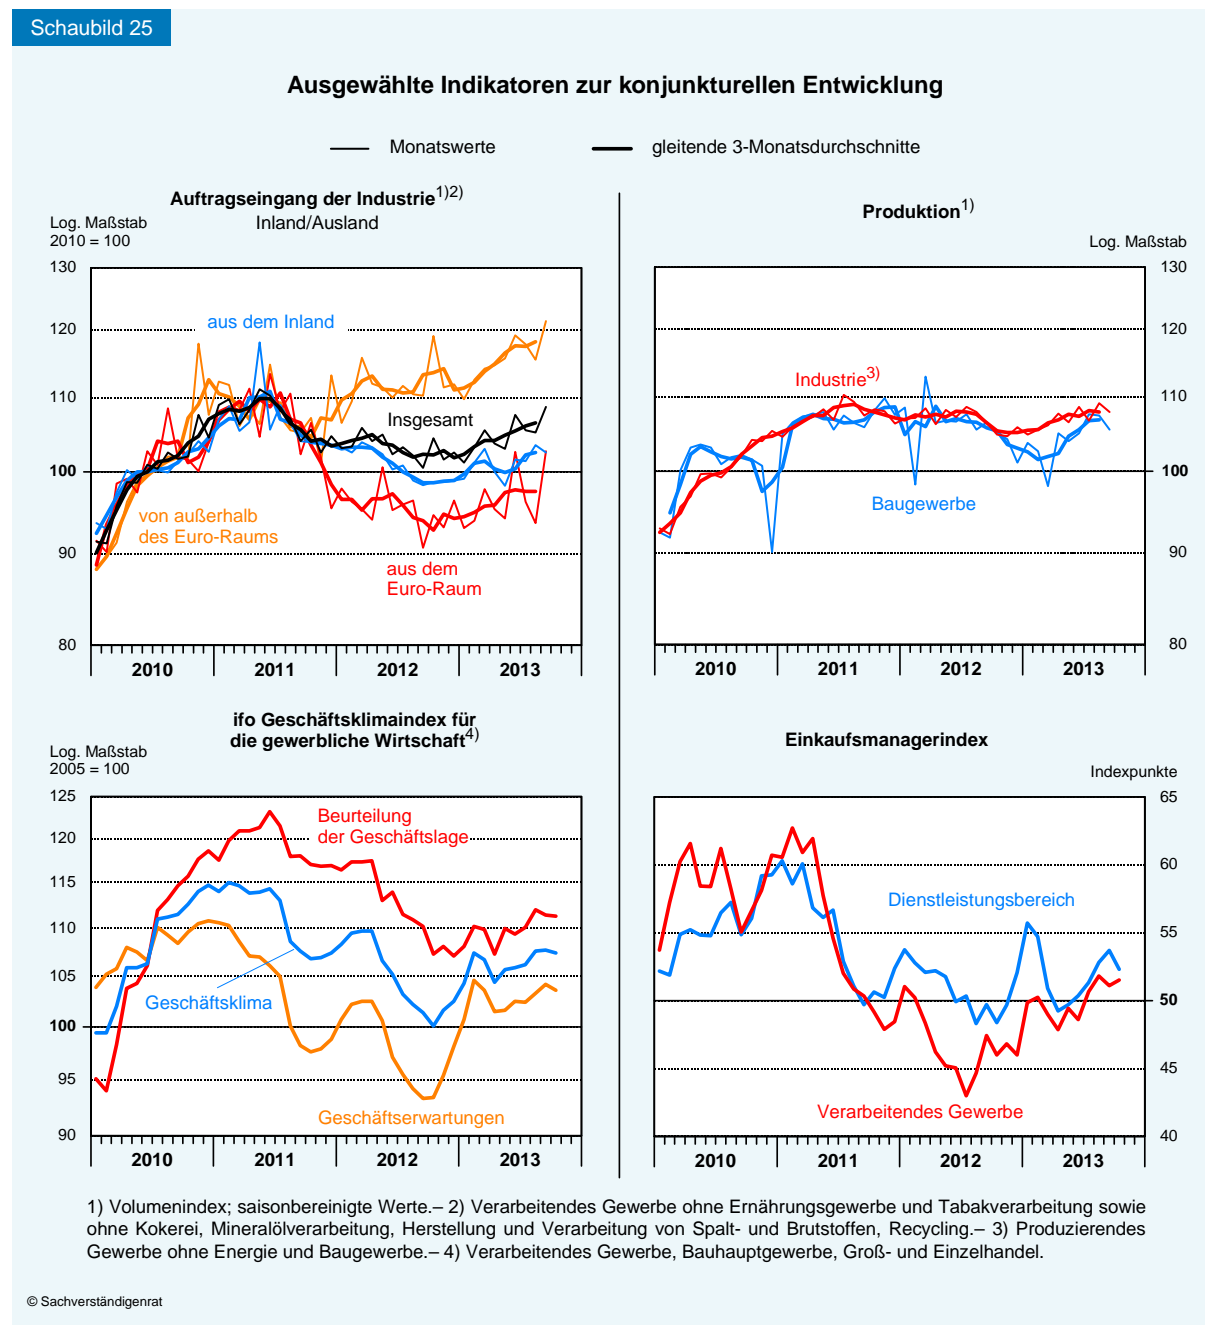 Schaubild 25
Ausgewählte Indikatoren zur konjunkturellen Entwicklung
Monatswerte
gleitende 3-Monatsdurchschnitte
Auftragseingang der Industrie1)2)
Inland/Ausland
Log. Maßstab
2010 = 100
130
120
110
100
90
80
aus dem Inland
Insgesamt
von außerhalb
des Euro-Raums
aus dem
Euro-Raum
2010 2011 2012 2013
Produktion1)
Log. Maßstab
130
120
110
100
90
80
Industrie3)
Baugewerbe
2010 2011 2012 2013
ifo Geschäftsklimaindex für
die gewerbliche Wirtschaft4)
Log. Maßstab
2005 = 100
125
120
115
110
105
100
95
90
Beurteilung
der Geschäftslage
Geschäftsklima
Geschäftserwartungen
2010 2011 2012 2013
Einkaufsmanagerindex
Indexpunkte
65
60
55
50
45
40
Dienstleistungsbereich
Verarbeitendes Gewerbe
2010 2011 2012 2013
1) Volumenindex; saisonbereinigte Werte.– 2) Verarbeitendes Gewerbe ohne Ernährungsgewerbe und Tabakverarbeitung sowie
ohne Kokerei, Mineralölverarbeitung, Herstellung und Verarbeitung von Spalt- und Brutstoffen, Recycling.– 3) Produzierendes
Gewerbe ohne Energie und Baugewerbe.– 4) Verarbeitendes Gewerbe, Bauhauptgewerbe, Groß- und Einzelhandel.
© Sachverständigenrat